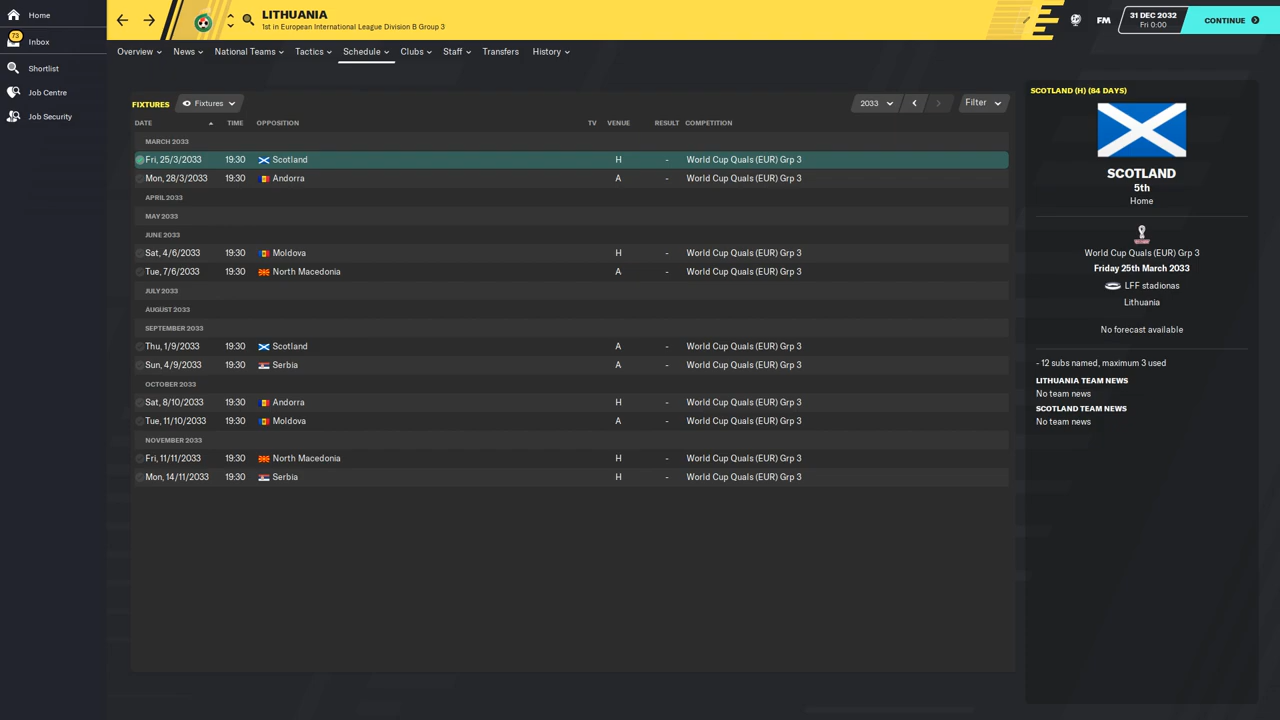 Home
73
Inbox
Shortlist
Job Centre
Job Security
LITHUANIA
1st in European International League Division B Group 3
FM
31 DEC 2032
Fri 0:00
CONTINUE
Overview News National Teams Tactics Schedule Clubs Staff Transfers History
FIXTURES Fixtures 2033 Filter
DATE TIME OPPOSITION TV VENUE RESULT COMPETITION
MARCH 2033
Fri, 25/3/2033 19:30 Scotland H - World Cup Quals (EUR) Grp 3
Mon, 28/3/2033 19:30 Andorra A - World Cup Quals (EUR) Grp 3
APRIL 2033
MAY 2033
JUNE 2033
Sat, 4/6/2033 19:30 Moldova H - World Cup Quals (EUR) Grp 3
Tue, 7/6/2033 19:30 North Macedonia A - World Cup Quals (EUR) Grp 3
JULY 2033
AUGUST 2033
SEPTEMBER 2033
Thu, 1/9/2033 19:30 Scotland A - World Cup Quals (EUR) Grp 3
Sun, 4/9/2033 19:30 Serbia A - World Cup Quals (EUR) Grp 3
OCTOBER 2033
Sat, 8/10/2033 19:30 Andorra H - World Cup Quals (EUR) Grp 3
Tue, 11/10/2033 19:30 Moldova A - World Cup Quals (EUR) Grp 3
NOVEMBER 2033
Fri, 11/11/2033 19:30 North Macedonia H - World Cup Quals (EUR) Grp 3
Mon, 14/11/2033 19:30 Serbia H - World Cup Quals (EUR) Grp 3
SCOTLAND (H) (84 DAYS)
SCOTLAND
5th
Home
World Cup Quals (EUR) Grp 3
Friday 25th March 2033
LFF stadionas
Lithuania
No forecast available
- 12 subs named, maximum 3 used
LITHUANIA TEAM NEWS
No team news
SCOTLAND TEAM NEWS
No team news